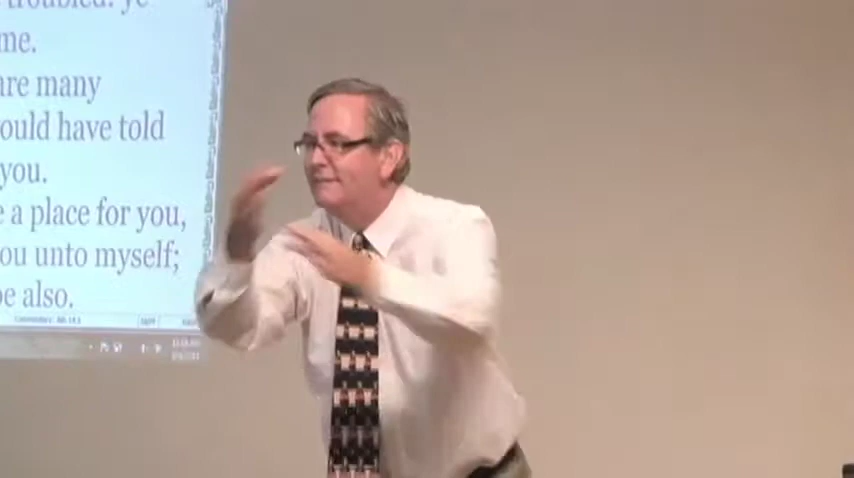 troubled: ye
me.
are many
ould have told
you.
e a place for you,
ou unto myself;
be also.